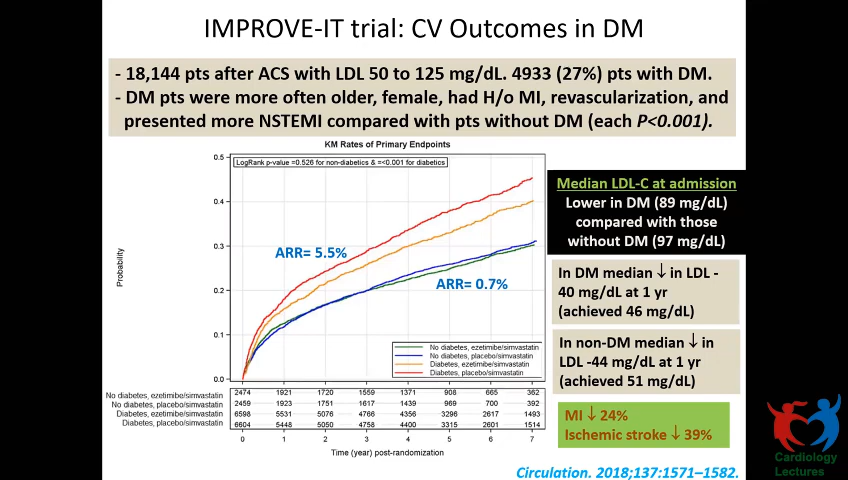 IMPROVE-IT trial: CV Outcomes in DM
- 18,144 pts after ACS with LDL 50 to 125 mg/dL. 4933 (27%) pts with DM.
- DM pts were more often older, female, had H/o MI, revascularization, and
presented more NSTEMI compared with pts without DM (each P<0.001).
KM Rates of Primary Endpoints
LogRank p-value =0.526 for non-diabetics & =<0.001 for diabetics
0.5
0.4
0.3
0.2
0.1
0.0
Probability
ARR= 5.5%
ARR= 0.7%
No diabetes, ezetimibe/simvastatin
No diabetes, placebo/simvastatin
Diabetes, ezetimibe/simvastatin
Diabetes, placebo/simvastatin
No diabetes, ezetimibe/simvastatin 2474 1921 1720 1559 1371 908 665 362
No diabetes, placebo/simvastatin 2459 1923 1751 1617 1439 969 700 392
Diabetes, ezetimibe/simvastatin 6598 5531 5076 4766 4356 3296 2617 1493
Diabetes, placebo/simvastatin 6604 5448 5050 4758 4400 3315 2601 1514
0 1 2 3 4 5 6 7
Time (year) post-randomization
Median LDL-C at admission
Lower in DM (89 mg/dL)
compared with those
without DM (97 mg/dL)
In DM median ↓ in LDL -
40 mg/dL at 1 yr
(achieved 46 mg/dL)
In non-DM median ↓ in
LDL -44 mg/dL at 1 yr
(achieved 51 mg/dL)
MI ↓ 24%
Ischemic stroke ↓ 39%
Cardiology
Lectures
Circulation. 2018;137:1571–1582.